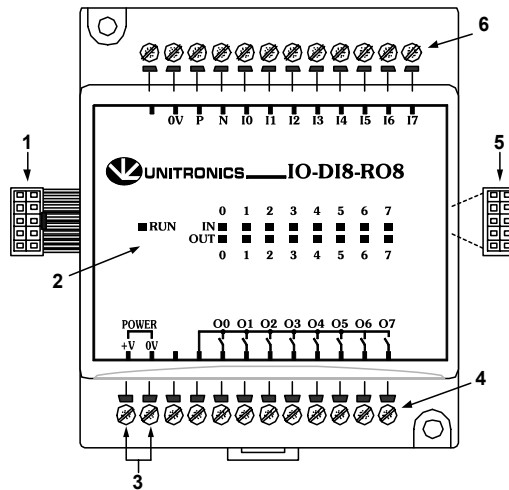 6
0V P N I0 I1 I2 I3 I4 I5 I6 I7
1
5
UNITRONICS IO-DI8-RO8
0 1 2 3 4 5 6 7
RUN IN
OUT
0 1 2 3 4 5 6 7
2
POWER O0 O1 O2 O3 O4 O5 O6 O7
+V 0V
4
3